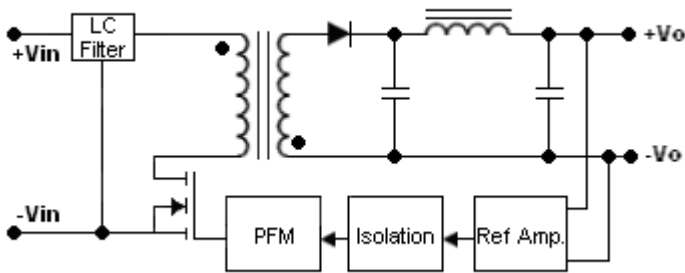 LC
Filter
+Vin
+Vo
-Vo
-Vin
PFM
Isolation
Ref Amp.